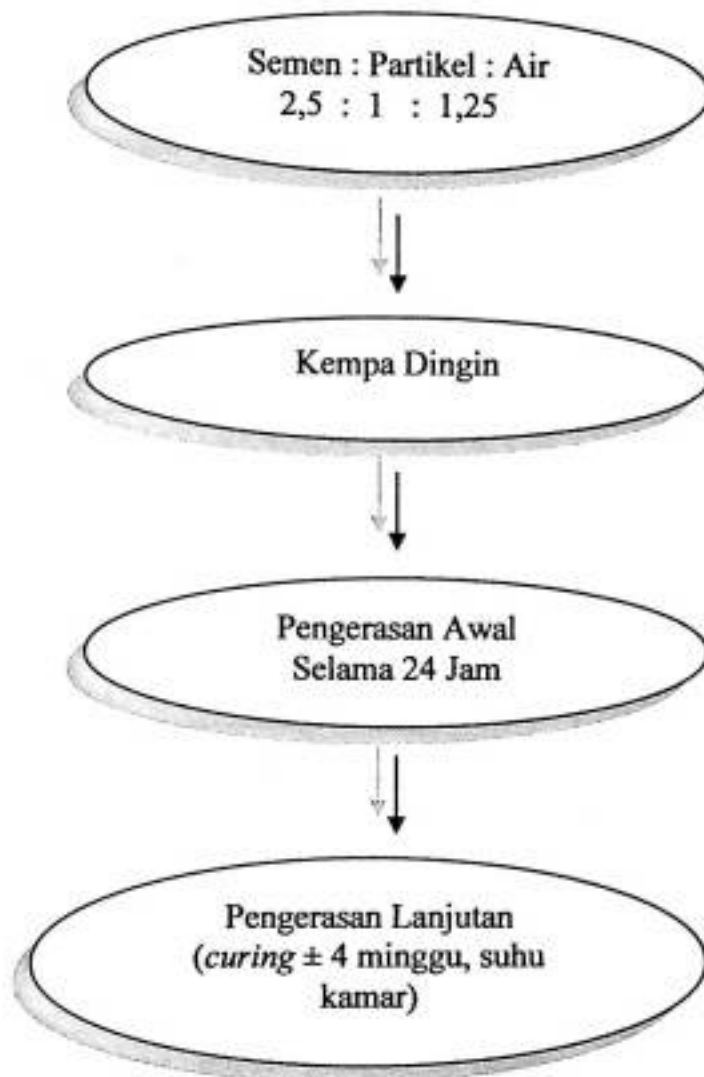 Semen : Partikel : Air
2,5 : 1 : 1,25
Kempa Dingin
Pengerasan Awal
Selama 24 Jam
Pengerasan Lanjutan
(curing ± 4 minggu, suhu
kamar)